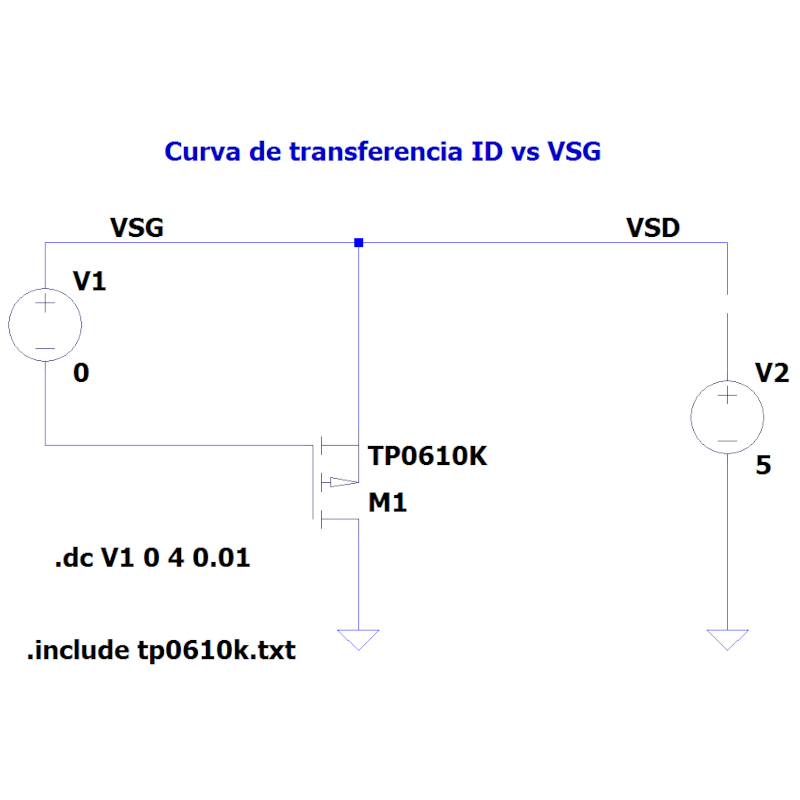 Curva de transferencia ID vs VSG
VSG
VSD
V1
0
V2
5
TP0610K
M1
.dc V1 0 4 0.01
.include tp0610k.txt